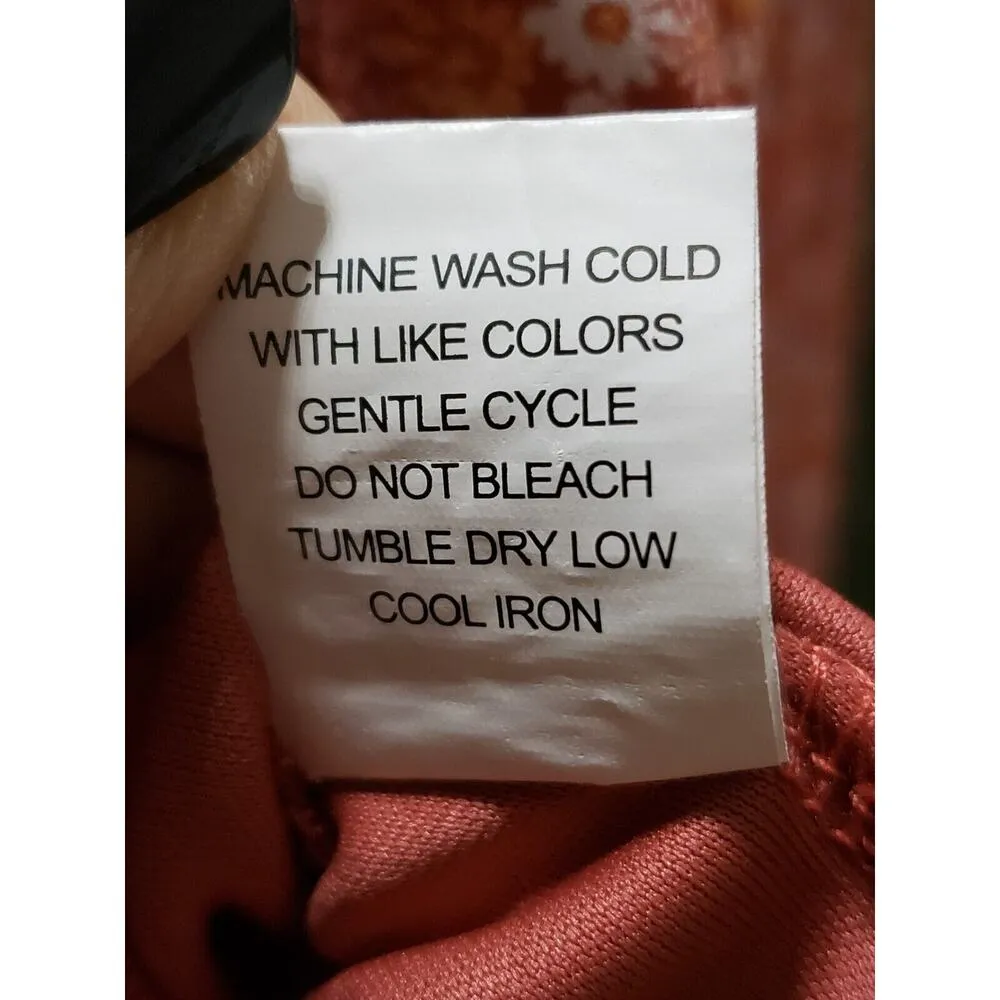 MACHINE WASH COLD
WITH LIKE COLORS
GENTLE CYCLE
DO NOT BLEACH
TUMBLE DRY LOW
COOL IRON